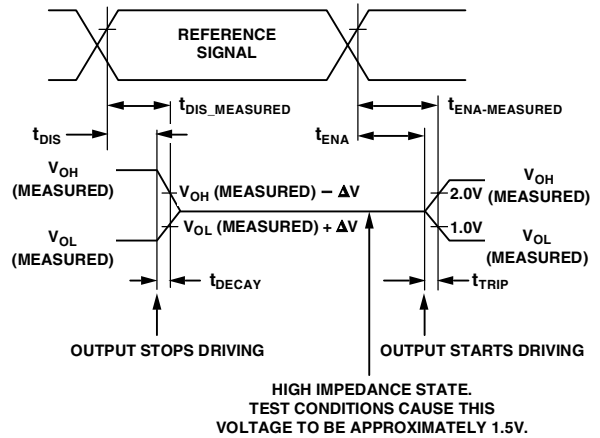 REFERENCE
SIGNAL
tDIS_MEASURED
tENA-MEASURED
tDIS
tENA
VOH
(MEASURED)
VOH (MEASURED) – ΔV
2.0V
VOH
(MEASURED)
VOL
(MEASURED)
VOL (MEASURED) + ΔV
1.0V
VOL
(MEASURED)
tDECAY
tTRIP
OUTPUT STOPS DRIVING
OUTPUT STARTS DRIVING
HIGH IMPEDANCE STATE.
TEST CONDITIONS CAUSE THIS
VOLTAGE TO BE APPROXIMATELY 1.5V.